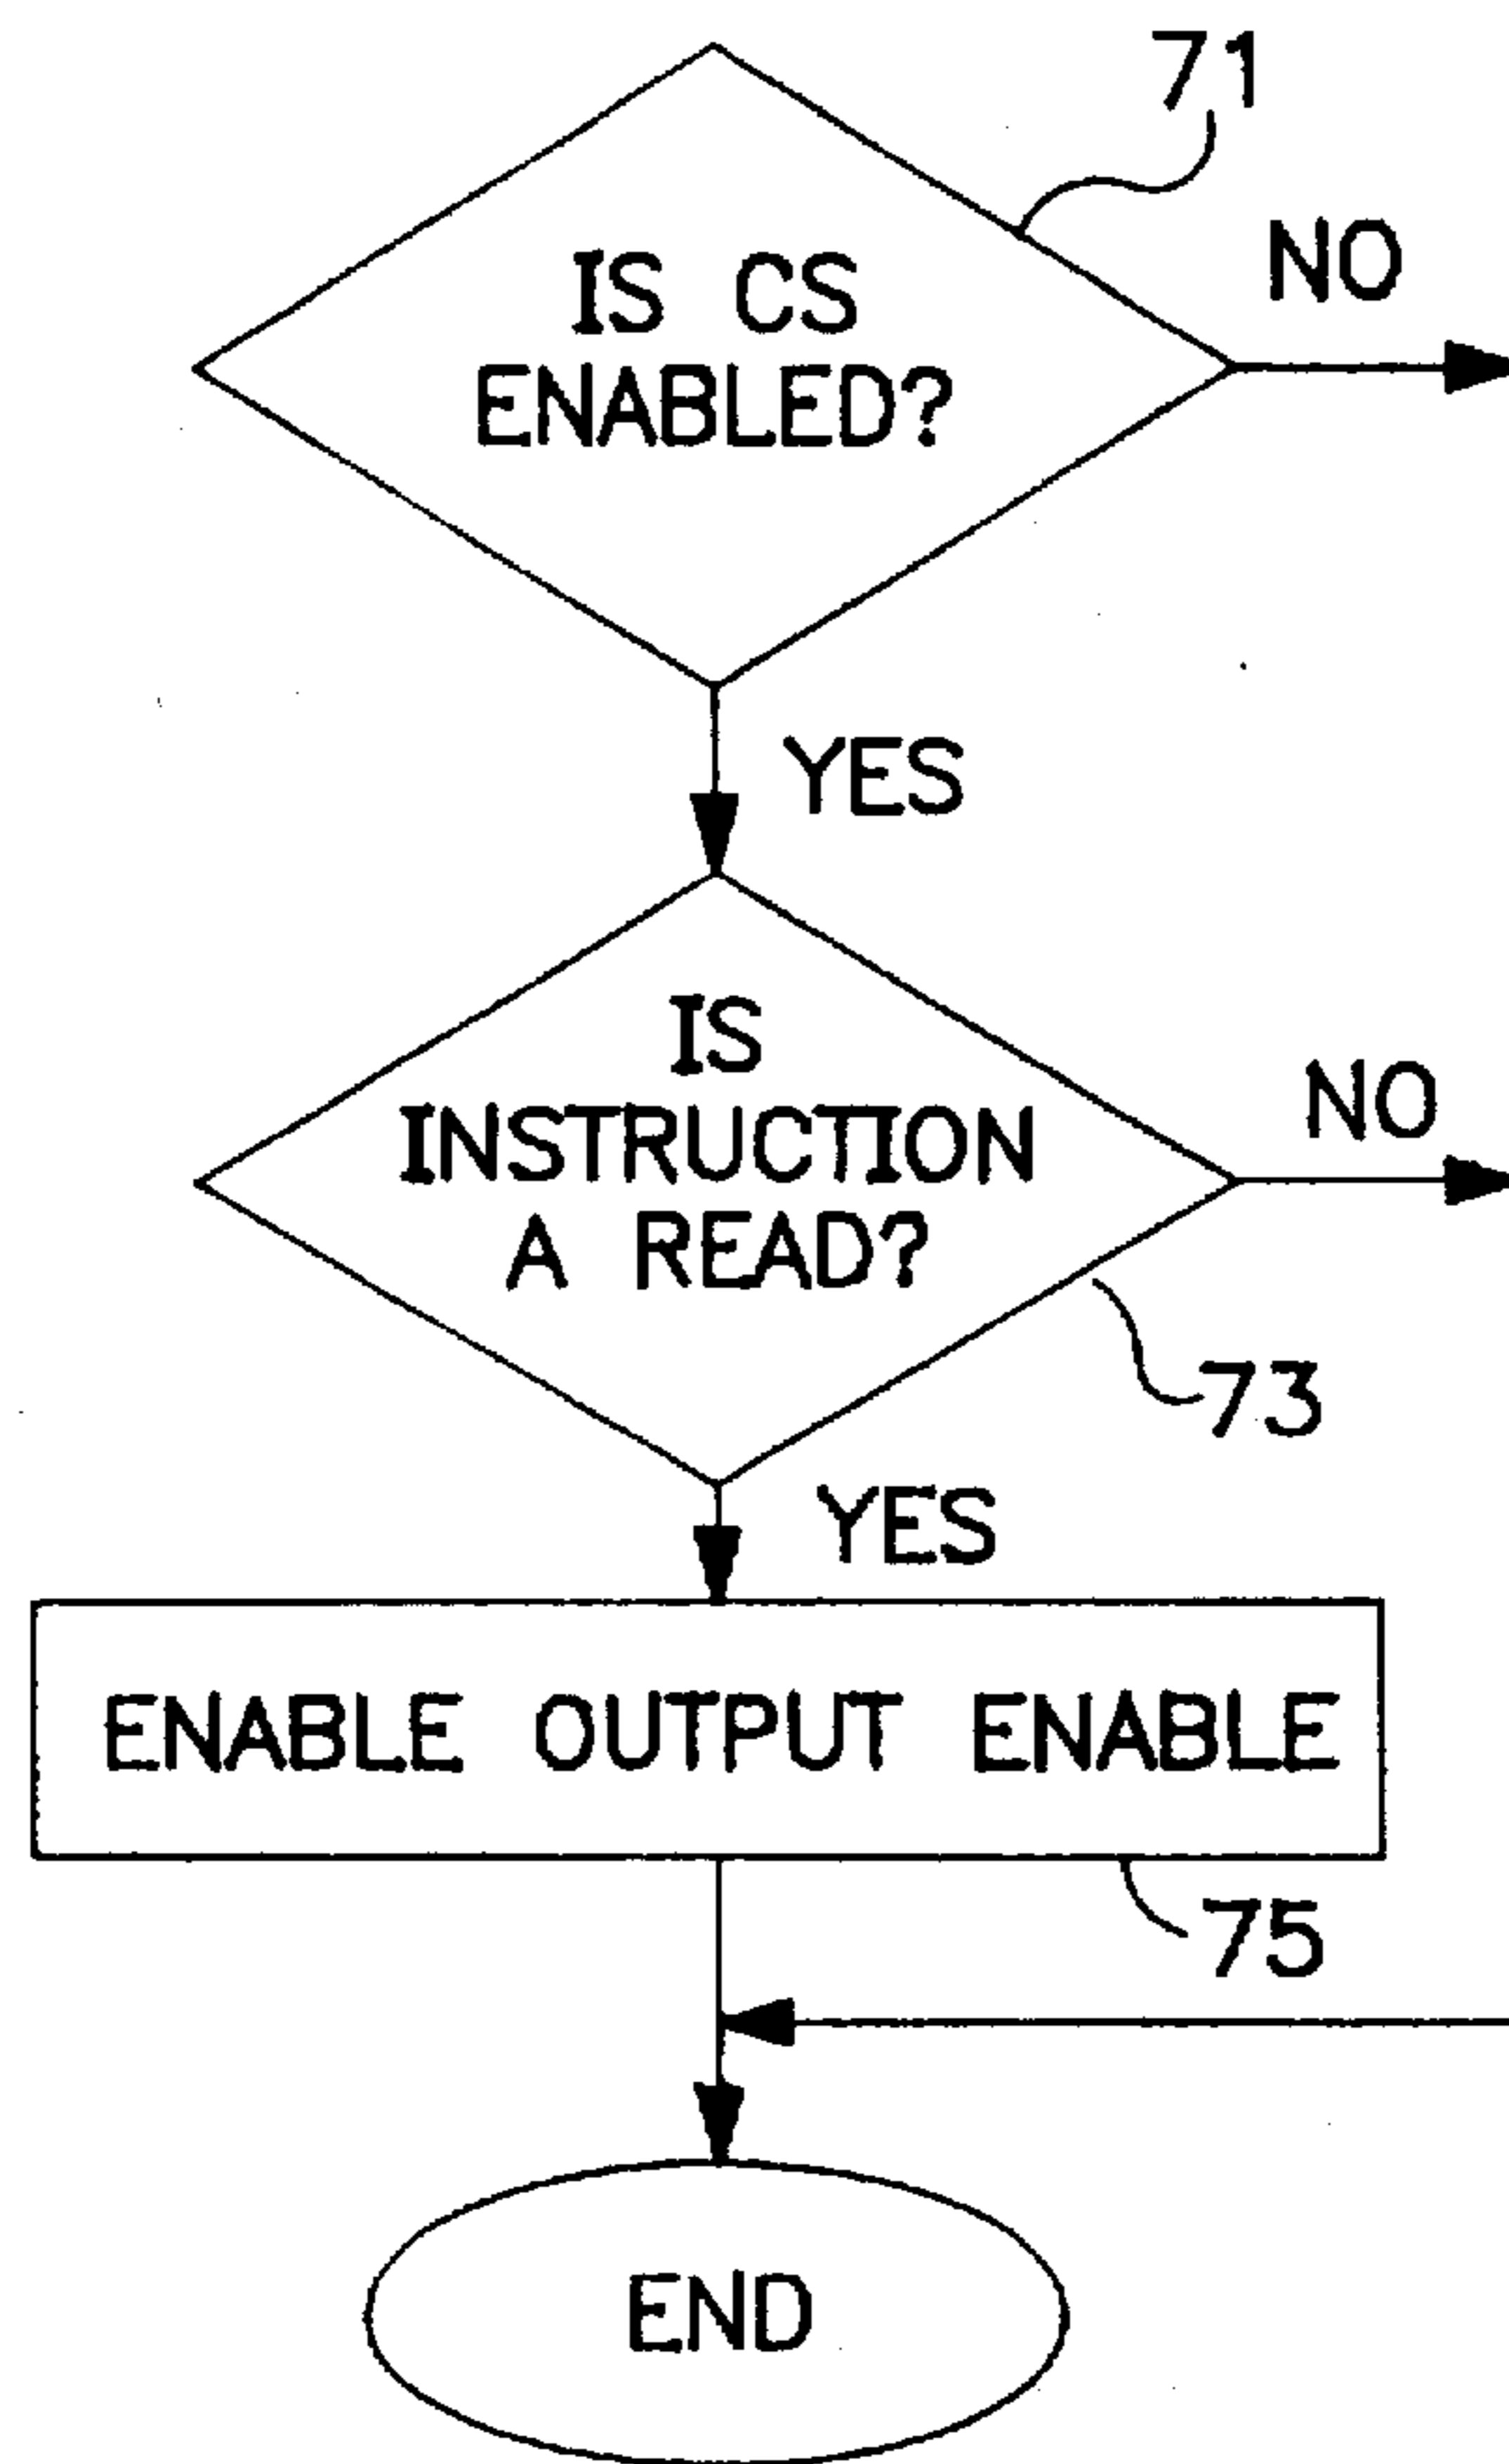 71
NO
IS CS
ENABLED?
YES
IS
INSTRUCTION
A READ?
NO
73
YES
ENABLE OUTPUT ENABLE
75
END